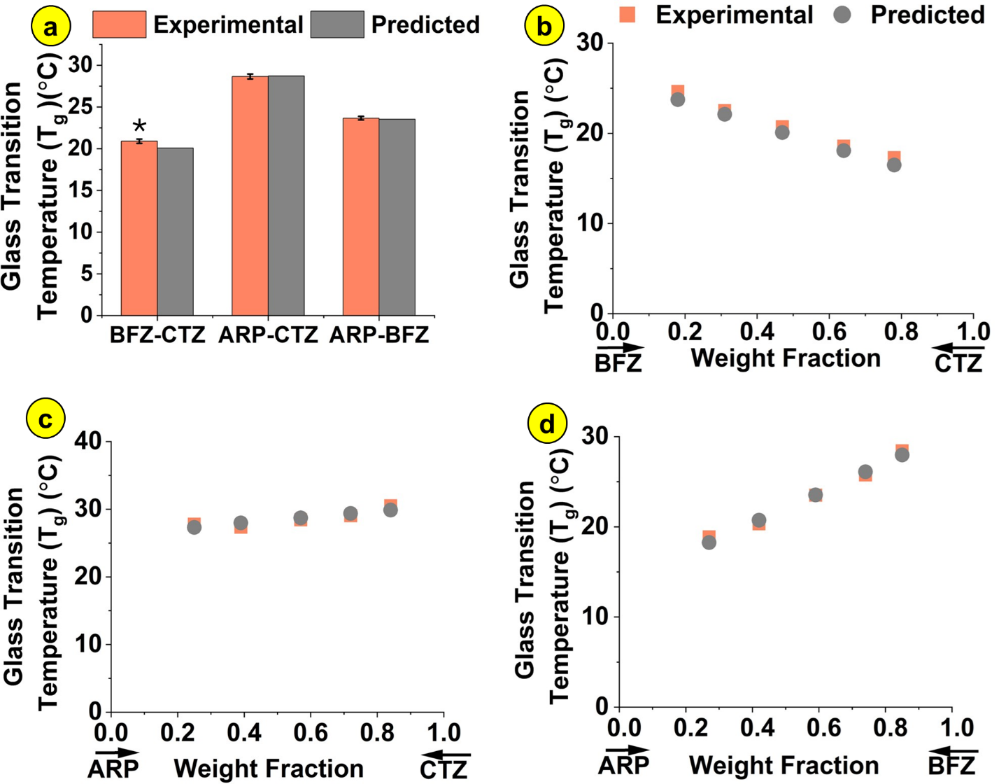 a
Experimental
Predicted
Glass Transition
Temperature (Tg)(°C)
30
25
20
15
10
5
0
*
BFZ-CTZ ARP-CTZ ARP-BFZ
b
Experimental
Predicted
Glass Transition
Temperature (Tg) (°C)
30
20
10
0
0.0 0.2 0.4 0.6 0.8 1.0
BFZ Weight Fraction CTZ
c
Glass Transition
Temperature (Tg) (°C)
40
30
20
10
0
0.0 0.2 0.4 0.6 0.8 1.0
ARP Weight Fraction CTZ
d
Glass Transition
Temperature (Tg) (°C)
30
20
10
0
0.0 0.2 0.4 0.6 0.8 1.0
ARP Weight Fraction BFZ